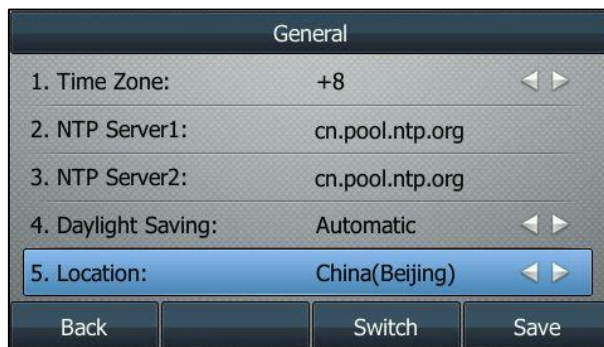 General
1. Time Zone: +8
2. NTP Server1: cn.pool.ntp.org
3. NTP Server2: cn.pool.ntp.org
4. Daylight Saving: Automatic
5. Location: China(Beijing)
Back Switch Save